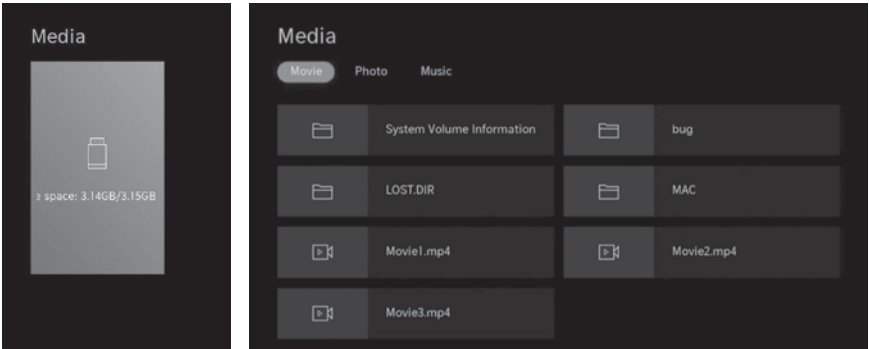 Media
e space: 3.14GB/3.15GB
Media
Movie Photo Music
System Volume Information bug
LOST.DIR MAC
Movie1.mp4 Movie2.mp4
Movie3.mp4